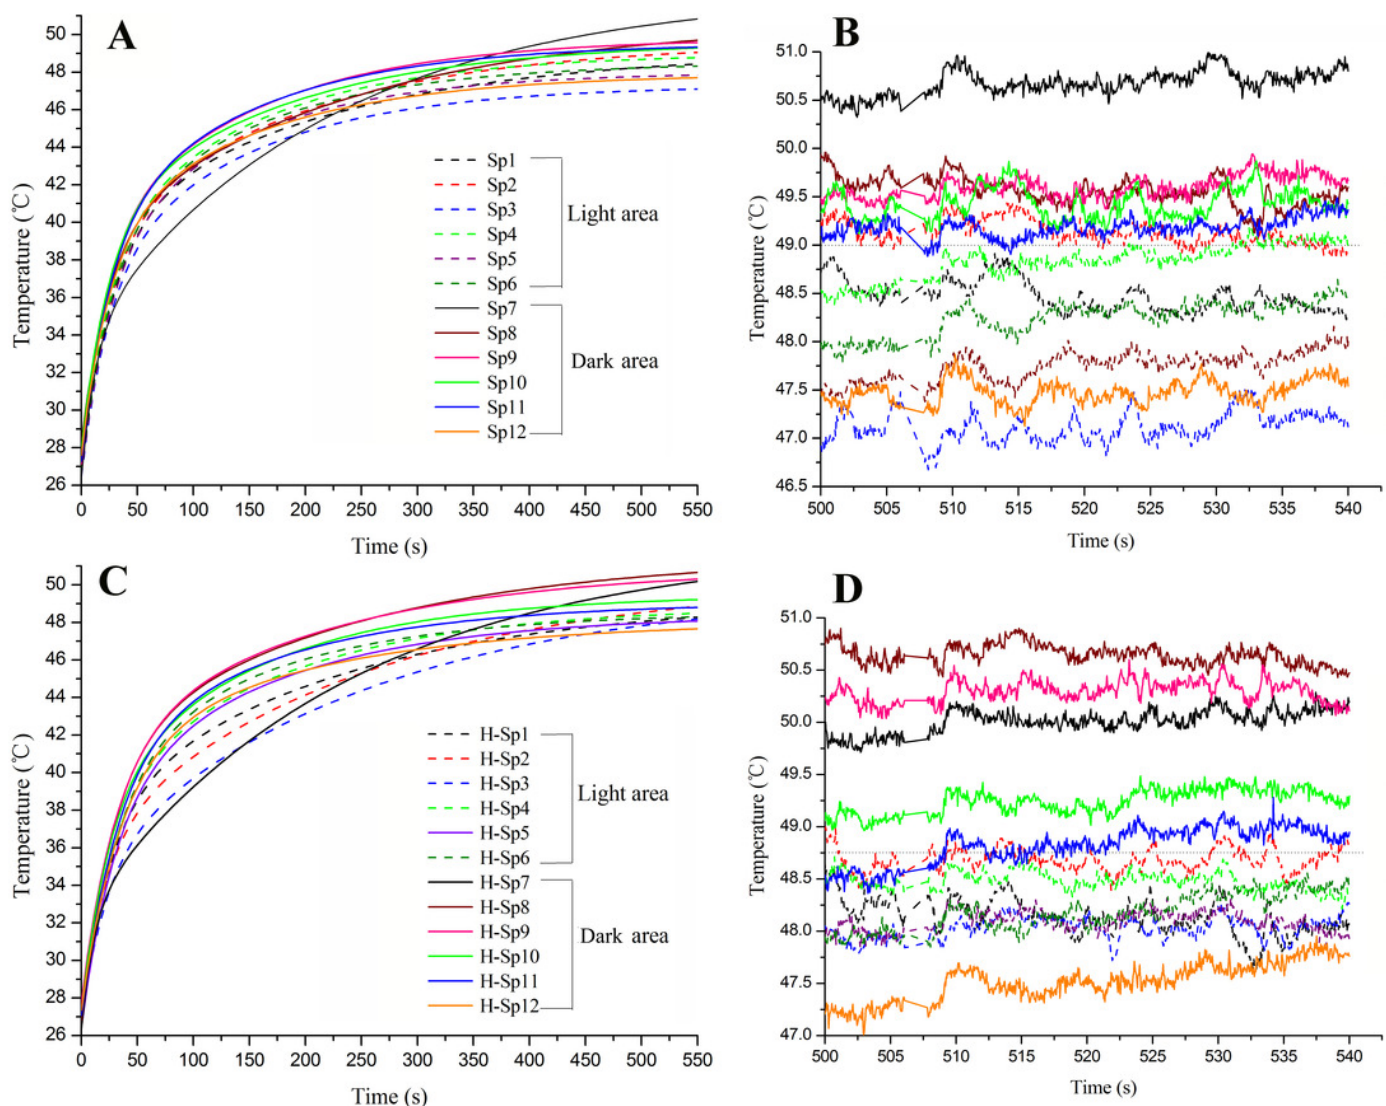 A
Temperature (℃)
50
48
46
44
42
40
38
36
34
32
30
28
26
0 50 100 150 200 250 300 350 400 450 500 550
Time (s)
Sp1
Sp2
Sp3
Sp4
Sp5
Sp6
Light area
Sp7
Sp8
Sp9
Sp10
Sp11
Sp12
Dark area
B
Temperature (℃)
51.0
50.5
50.0
49.5
49.0
48.5
48.0
47.5
47.0
46.5
500 505 510 515 520 525 530 535 540
Time (s)
C
Temperature (℃)
50
48
46
44
42
40
38
36
34
32
30
28
26
0 50 100 150 200 250 300 350 400 450 500 550
Time (s)
H-Sp1
H-Sp2
H-Sp3
H-Sp4
H-Sp5
H-Sp6
Light area
H-Sp7
H-Sp8
H-Sp9
H-Sp10
H-Sp11
H-Sp12
Dark area
D
Temperature (℃)
51.0
50.5
50.0
49.5
49.0
48.5
48.0
47.5
47.0
500 505 510 515 520 525 530 535 540
Time (s)